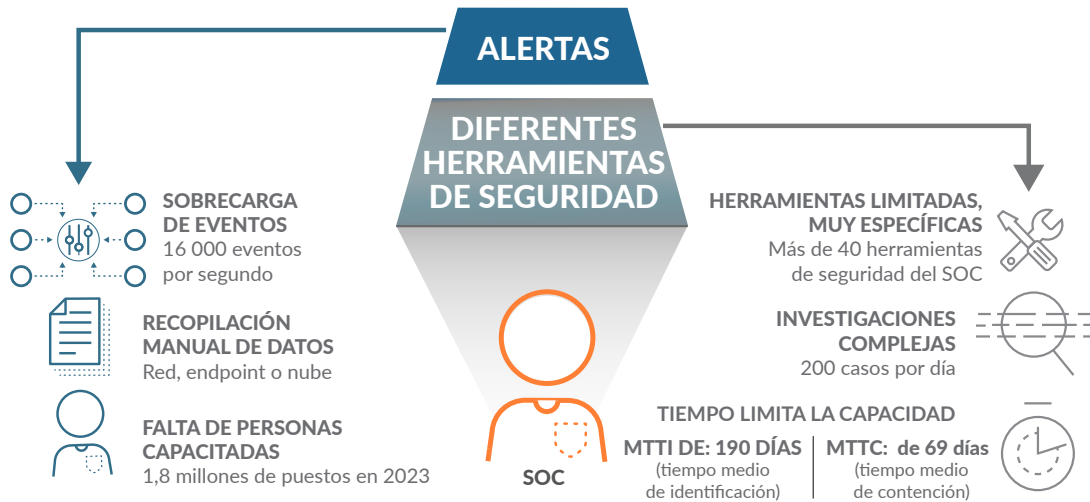 ALERTAS
DIFERENTES
HERRAMIENTAS
DE SEGURIDAD
SOBRECARGA
DE EVENTOS
16 000 eventos
por segundo
RECOPILACIÓN
MANUAL DE DATOS
Red, endpoint o nube
FALTA DE PERSONAS
CAPACITADAS
1,8 millones de puestos en 2023
SOC
HERRAMIENTAS LIMITADAS,
MUY ESPECÍFICAS
Más de 40 herramientas
de seguridad del SOC
INVESTIGACIONES
COMPLEJAS
200 casos por día
TIEMPO LIMITA LA CAPACIDAD
MTTI DE: 190 DÍAS
(tiempo medio
de identificación)
MTTC: de 69 días
(tiempo medio
de contención)